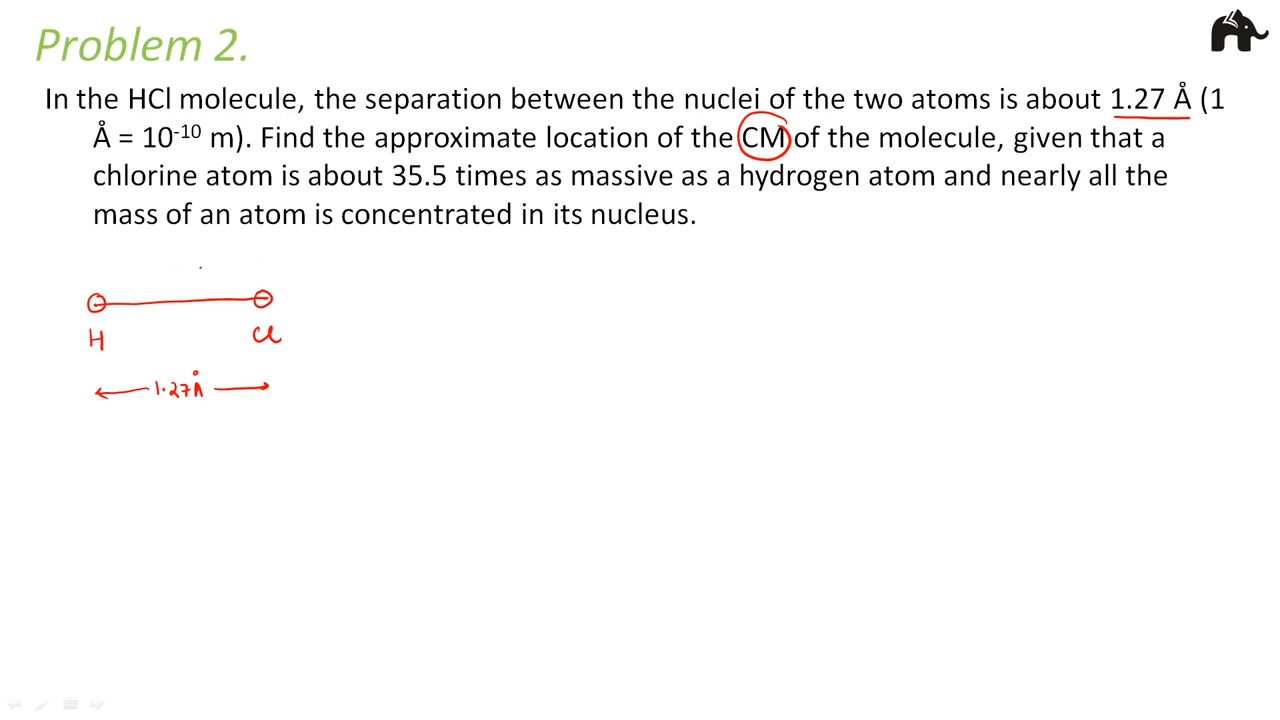 Problem 2.
In the HCl molecule, the separation between the nuclei of the two atoms is about 1.27 Å (1
Å = 10⁻¹⁰ m). Find the approximate location of the CM of the molecule, given that a
chlorine atom is about 35.5 times as massive as a hydrogen atom and nearly all the
mass of an atom is concentrated in its nucleus.
H Cl
1.27Å